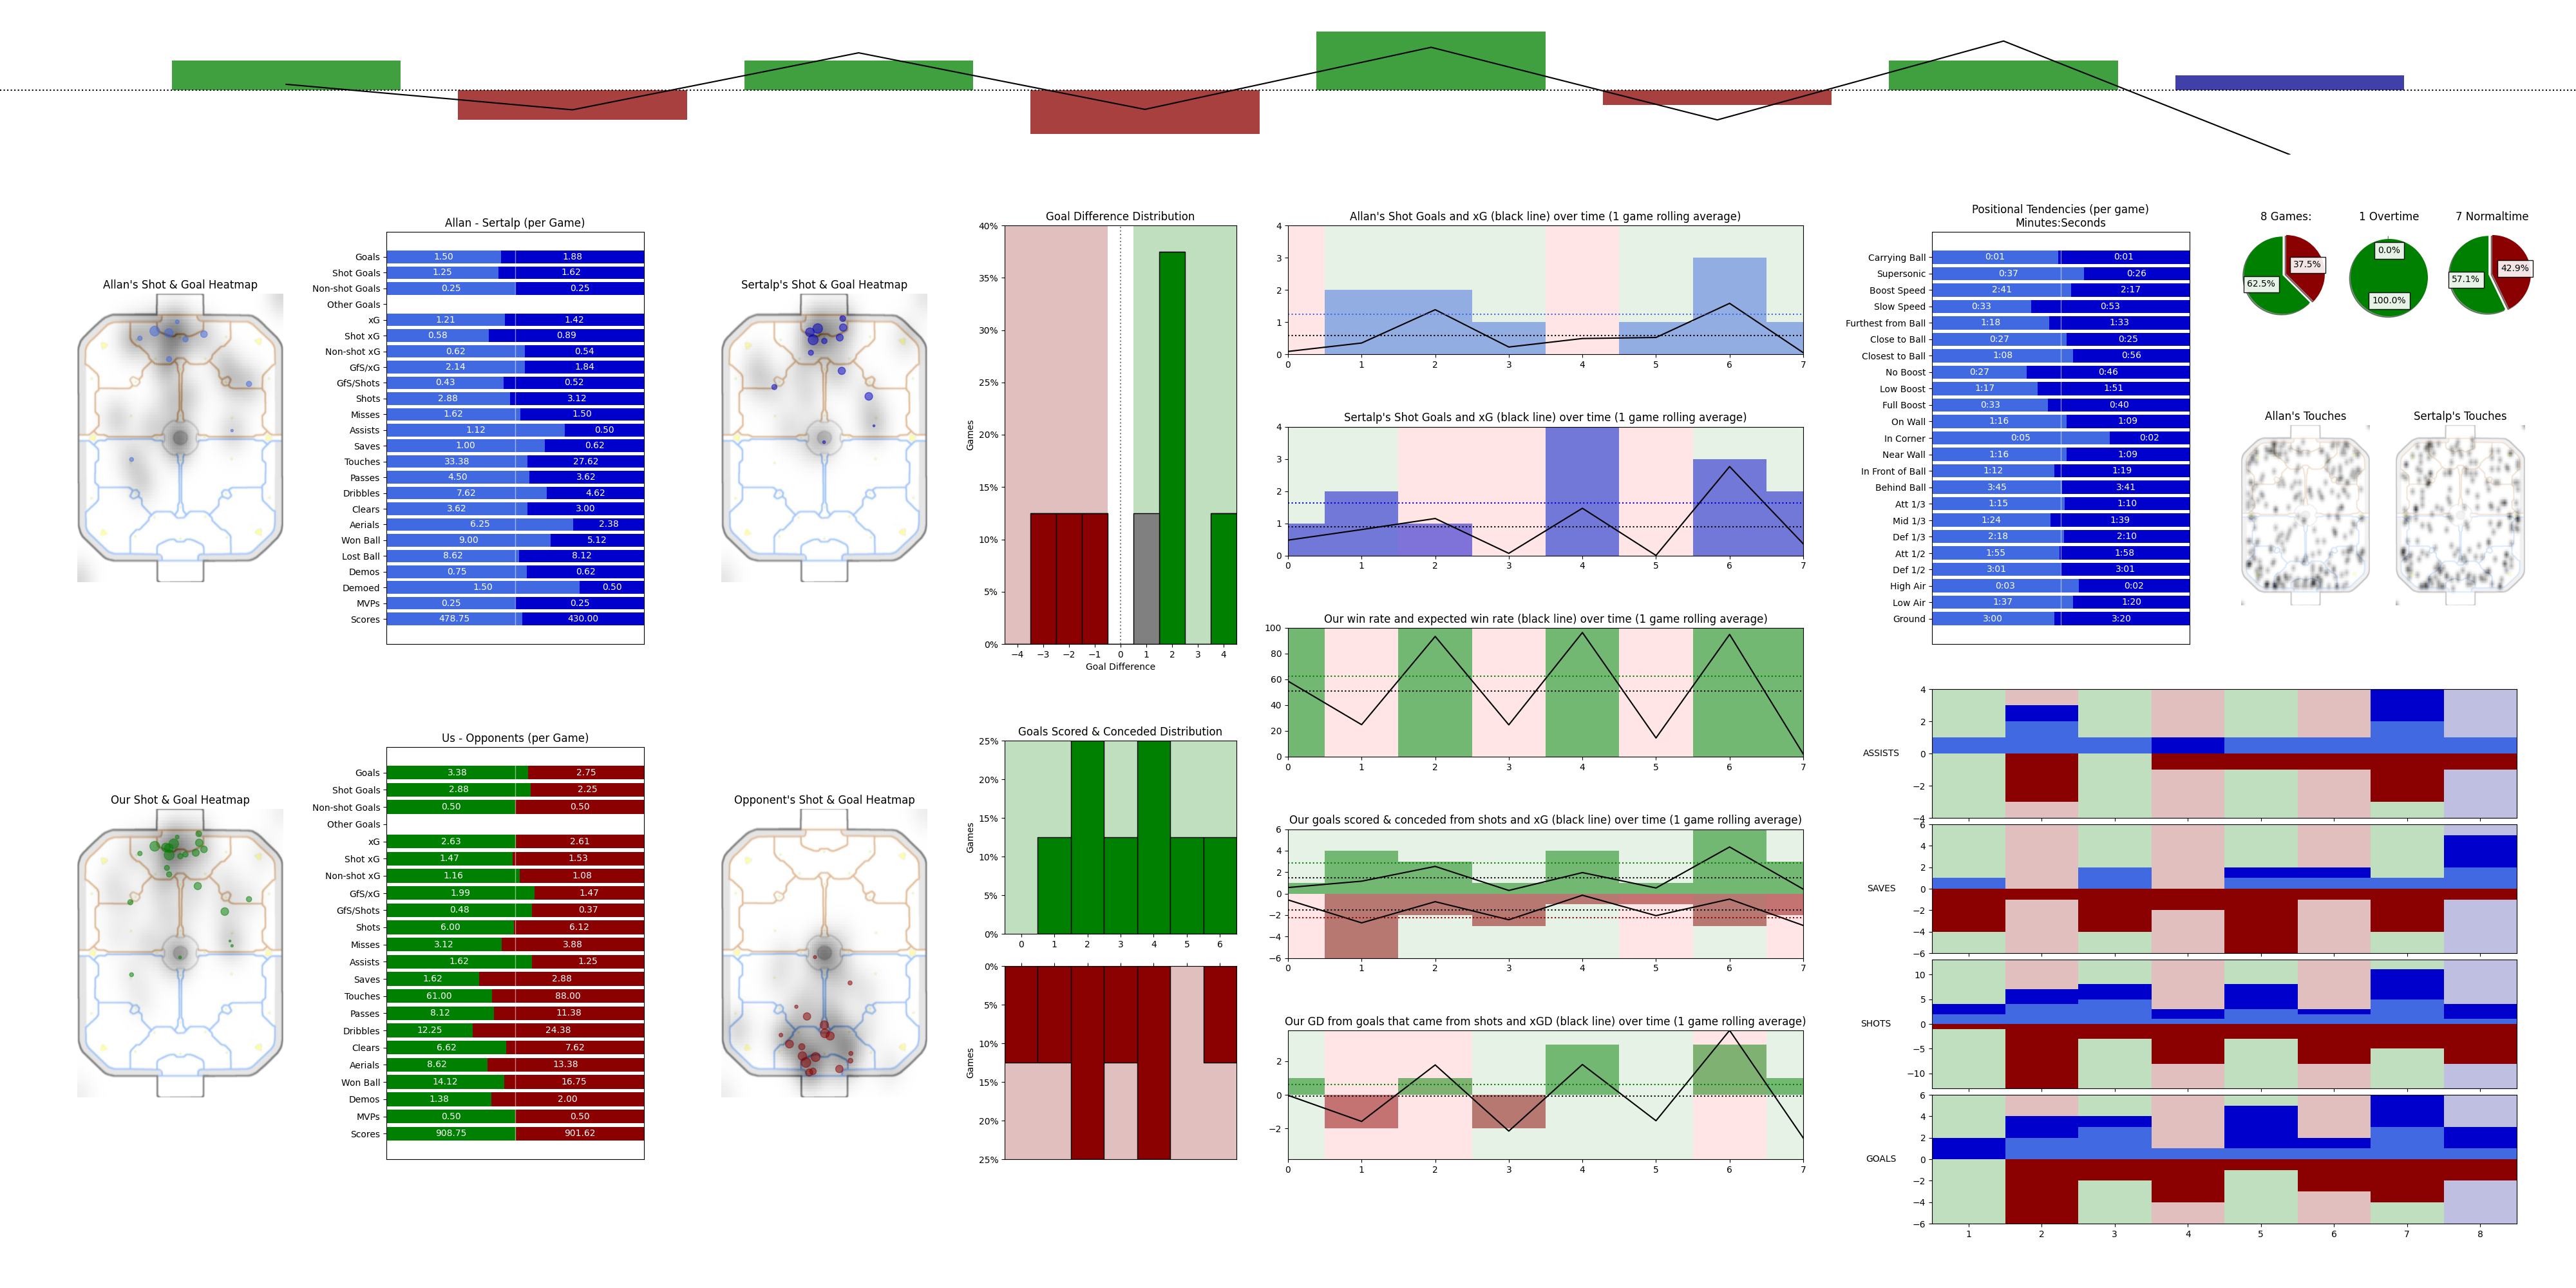 Allan - Sertalp (per Game)
Goals 1.50 1.88
Shot Goals 1.25 1.62
Non-shot Goals 0.25 0.25
Other Goals
xG 1.21 1.42
Shot xG 0.58 0.89
Non-shot xG 0.62 0.54
GfS/xG 2.14 1.84
GfS/Shots 0.43 0.52
Shots 2.88 3.12
Misses 1.62 1.50
Assists 1.12 0.50
Saves 1.00 0.62
Touches 33.38 27.62
Passes 4.50 3.62
Dribbles 7.62 4.62
Clears 3.62 3.00
Aerials 6.25 2.38
Won Ball 9.00 5.12
Lost Ball 8.62 8.12
Demos 0.75 0.62
Demoed 1.50 0.50
MVPs 0.25 0.25
Scores 478.75 430.00
Allan's Shot & Goal Heatmap
Sertalp's Shot & Goal Heatmap
Goal Difference Distribution
Games
40%
35%
30%
25%
20%
15%
10%
5%
0%
−4 −3 −2 −1 0 1 2 3 4
Goal Difference
Allan's Shot Goals and xG (black line) over time (1 game rolling average)
4
3
2
1
0
0 1 2 3 4 5 6 7
Sertalp's Shot Goals and xG (black line) over time (1 game rolling average)
4
3
2
1
0
0 1 2 3 4 5 6 7
Our win rate and expected win rate (black line) over time (1 game rolling average)
100
80
60
40
20
0
0 1 2 3 4 5 6 7
Our goals scored & conceded from shots and xG (black line) over time (1 game rolling average)
6
4
2
0
−2
−4
−6
0 1 2 3 4 5 6 7
Our GD from goals that came from shots and xGD (black line) over time (1 game rolling average)
2
0
−2
0 1 2 3 4 5 6 7
Positional Tendencies (per game)
Minutes:Seconds
Carrying Ball 0:01 0:01
Supersonic 0:37 0:26
Boost Speed 2:41 2:17
Slow Speed 0:33 0:53
Furthest from Ball 1:18 1:33
Close to Ball 0:27 0:25
Closest to Ball 1:08 0:56
No Boost 0:27 0:46
Low Boost 1:17 1:51
Full Boost 0:33 0:40
On Wall 1:16 1:09
In Corner 0:05 0:02
Near Wall 1:16 1:09
In Front of Ball 1:12 1:19
Behind Ball 3:45 3:41
Att 1/3 1:15 1:10
Mid 1/3 1:24 1:39
Def 1/3 2:18 2:10
Att 1/2 1:55 1:58
Def 1/2 3:01 3:01
High Air 0:03 0:02
Low Air 1:37 1:20
Ground 3:00 3:20
8 Games:
37.5%
62.5%
1 Overtime
0.0%
100.0%
7 Normaltime
42.9%
57.1%
Allan's Touches
Sertalp's Touches
Us - Opponents (per Game)
Goals 3.38 2.75
Shot Goals 2.88 2.25
Non-shot Goals 0.50 0.50
Other Goals
xG 2.63 2.61
Shot xG 1.47 1.53
Non-shot xG 1.16 1.08
GfS/xG 1.99 1.47
GfS/Shots 0.48 0.37
Shots 6.00 6.12
Misses 3.12 3.88
Assists 1.62 1.25
Saves 1.62 2.88
Touches 61.00 88.00
Passes 8.12 11.38
Dribbles 12.25 24.38
Clears 6.62 7.62
Aerials 8.62 13.38
Won Ball 14.12 16.75
Demos 1.38 2.00
MVPs 0.50 0.50
Scores 908.75 901.62
Our Shot & Goal Heatmap
Opponent's Shot & Goal Heatmap
Goals Scored & Conceded Distribution
Games
25%
20%
15%
10%
5%
0%
0 1 2 3 4 5 6
Games
0%
5%
10%
15%
20%
25%
ASSISTS
4
2
0
−2
−4
SAVES
6
4
2
0
−2
−4
−6
SHOTS
10
5
0
−5
−10
GOALS
6
4
2
0
−2
−4
−6
1 2 3 4 5 6 7 8